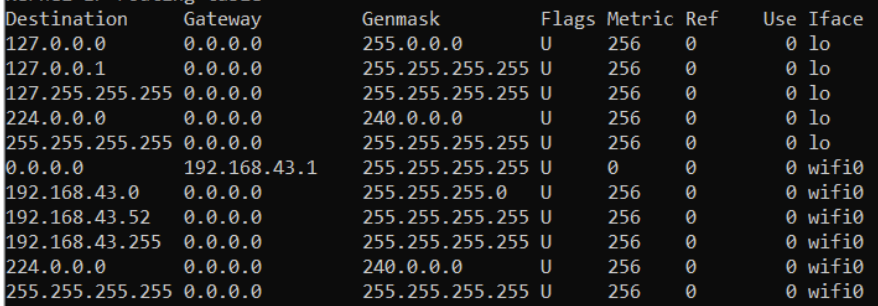 Destination Gateway Genmask Flags Metric Ref Use Iface
127.0.0.0 0.0.0.0 255.0.0.0 U 256 0 0 lo
127.0.0.1 0.0.0.0 255.255.255.255 U 256 0 0 lo
127.255.255.255 0.0.0.0 255.255.255.255 U 256 0 0 lo
224.0.0.0 0.0.0.0 240.0.0.0 U 256 0 0 lo
255.255.255.255 0.0.0.0 255.255.255.255 U 256 0 0 lo
0.0.0.0 192.168.43.1 255.255.255.255 U 0 0 0 wifi0
192.168.43.0 0.0.0.0 255.255.255.0 U 256 0 0 wifi0
192.168.43.52 0.0.0.0 255.255.255.255 U 256 0 0 wifi0
192.168.43.255 0.0.0.0 255.255.255.255 U 256 0 0 wifi0
224.0.0.0 0.0.0.0 240.0.0.0 U 256 0 0 wifi0
255.255.255.255 0.0.0.0 255.255.255.255 U 256 0 0 wifi0